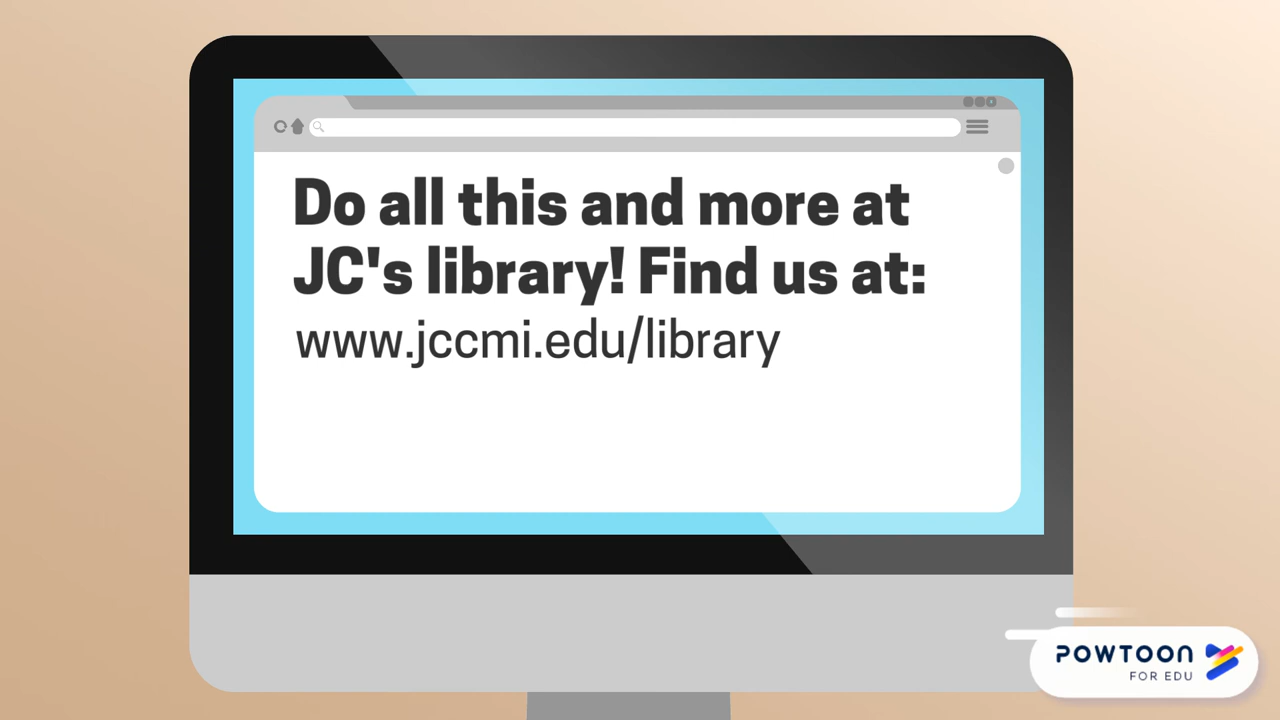 Do all this and more at
JC's library! Find us at:
www.jccmi.edu/library
POWTOON
FOR EDU